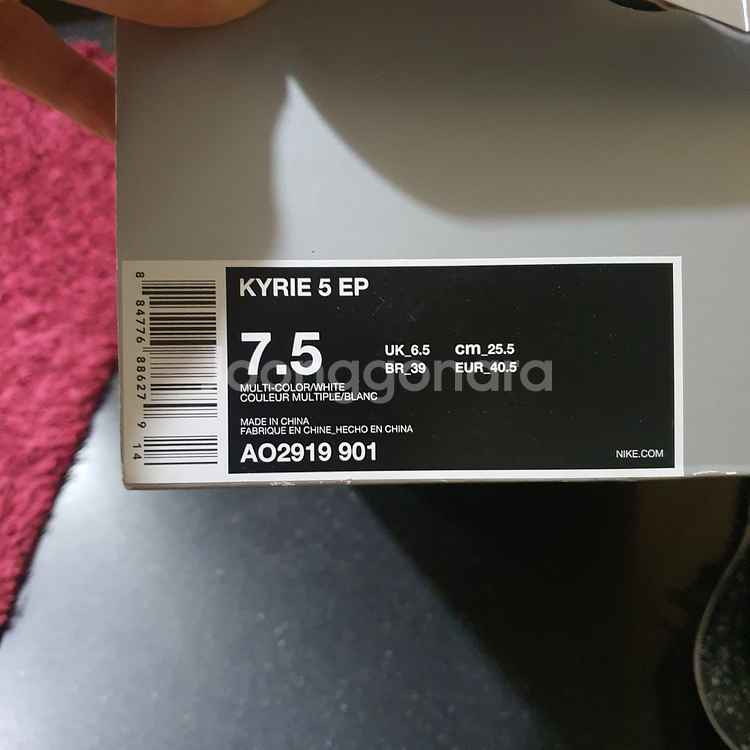 KYRIE 5 EP
7.5
UK_6.5 cm_25.5
BR_39 EUR_40.5
MULTI-COLOR/WHITE
COULEUR MULTIPLE/BLANC
MADE IN CHINA
FABRIQUE EN CHINE_HECHO EN CHINA
AO2919 901
NIKE.COM
8 84776 88627 9 14
joonggonara